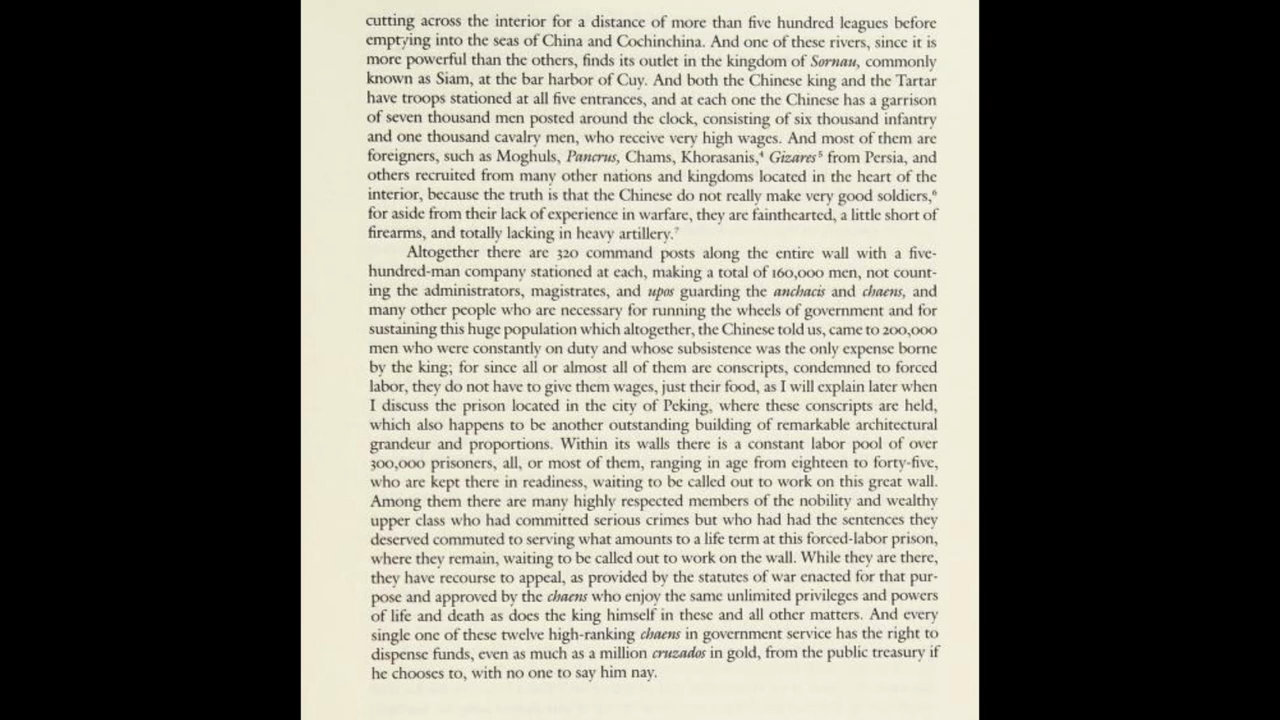 cutting across the interior for a distance of more than five hundred leagues before
emptying into the seas of China and Cochinchina. And one of these rivers, since it is
more powerful than the others, finds its outlet in the kingdom of Sornau, commonly
known as Siam, at the bar harbor of Cuy. And both the Chinese king and the Tartar
have troops stationed at all five entrances, and at each one the Chinese has a garrison
of seven thousand men posted around the clock, consisting of six thousand infantry
and one thousand cavalry men, who receive very high wages. And most of them are
foreigners, such as Moghuls, Pancrus, Chams, Khorasanis,⁴ Gizares⁵ from Persia, and
others recruited from many other nations and kingdoms located in the heart of the
interior, because the truth is that the Chinese do not really make very good soldiers,⁶
for aside from their lack of experience in warfare, they are fainthearted, a little short of
firearms, and totally lacking in heavy artillery.⁷
Altogether there are 320 command posts along the entire wall with a five-
hundred-man company stationed at each, making a total of 160,000 men, not count-
ing the administrators, magistrates, and upos guarding the anchacis and chaens, and
many other people who are necessary for running the wheels of government and for
sustaining this huge population which altogether, the Chinese told us, came to 200,000
men who were constantly on duty and whose subsistence was the only expense borne
by the king; for since all or almost all of them are conscripts, condemned to forced
labor, they do not have to give them wages, just their food, as I will explain later when
I discuss the prison located in the city of Peking, where these conscripts are held,
which also happens to be another outstanding building of remarkable architectural
grandeur and proportions. Within its walls there is a constant labor pool of over
300,000 prisoners, all, or most of them, ranging in age from eighteen to forty-five,
who are kept there in readiness, waiting to be called out to work on this great wall.
Among them there are many highly respected members of the nobility and wealthy
upper class who had committed serious crimes but who had had the sentences they
deserved commuted to serving what amounts to a life term at this forced-labor prison,
where they remain, waiting to be called out to work on the wall. While they are there,
they have recourse to appeal, as provided by the statutes of war enacted for that pur-
pose and approved by the chaens who enjoy the same unlimited privileges and powers
of life and death as does the king himself in these and all other matters. And every
single one of these twelve high-ranking chaens in government service has the right to
dispense funds, even as much as a million cruzados in gold, from the public treasury if
he chooses to, with no one to say him nay.